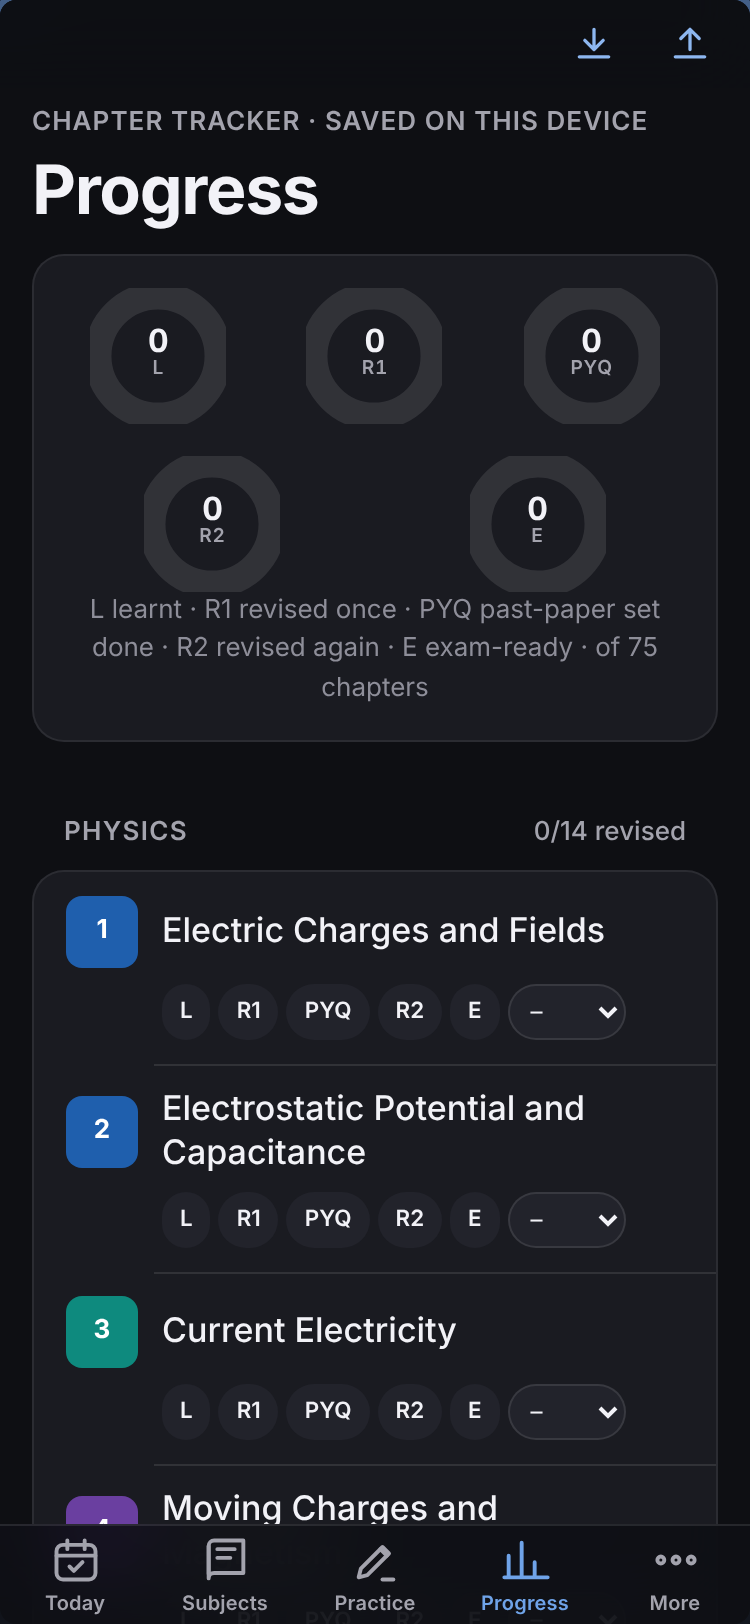 CHAPTER TRACKER · SAVED ON THIS DEVICE
Progress
0
L
0
R1
0
PYQ
0
R2
0
E
L learnt · R1 revised once · PYQ past-paper set
done · R2 revised again · E exam-ready · of 75
chapters
PHYSICS 0/14 revised
1 Electric Charges and Fields
L R1 PYQ R2 E –
2 Electrostatic Potential and
Capacitance
L R1 PYQ R2 E –
3 Current Electricity
L R1 PYQ R2 E –
Moving Charges and
Today Subjects Practice Progress More